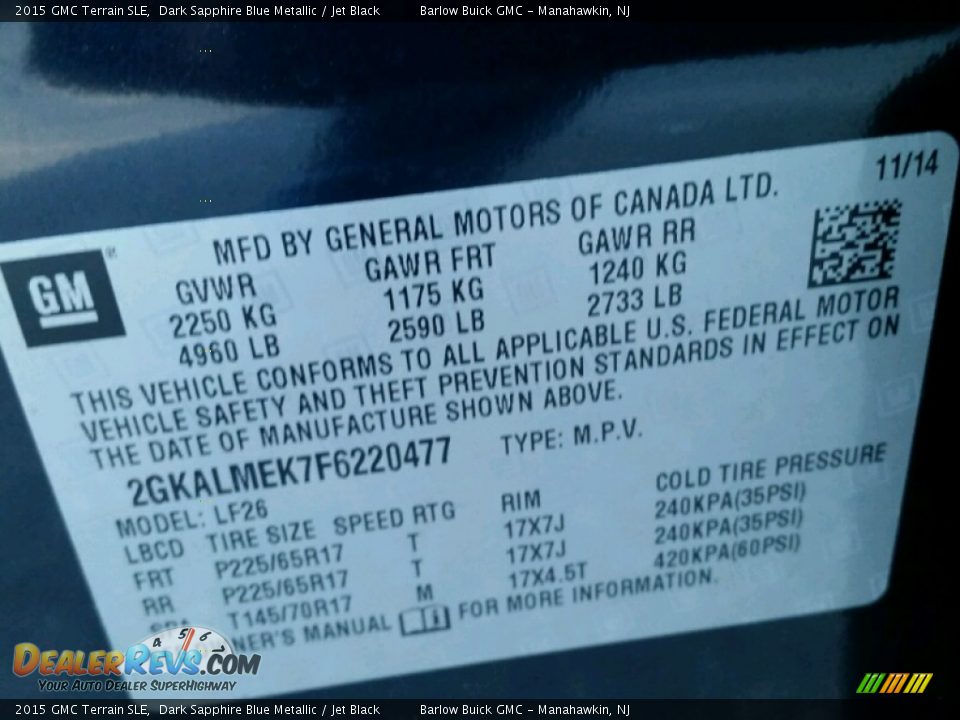 2015 GMC Terrain SLE, Dark Sapphire Blue Metallic / Jet Black Barlow Buick GMC - Manahawkin, NJ
11/14
MFD BY GENERAL MOTORS OF CANADA LTD.
GM
GVWR GAWR FRT GAWR RR
2250 KG 1175 KG 1240 KG
4960 LB 2590 LB 2733 LB
THIS VEHICLE CONFORMS TO ALL APPLICABLE U.S. FEDERAL MOTOR
VEHICLE SAFETY AND THEFT PREVENTION STANDARDS IN EFFECT ON
THE DATE OF MANUFACTURE SHOWN ABOVE.
2GKALMEK7F6220477 TYPE: M.P.V.
MODEL: LF26
LBCD TIRE SIZE SPEED RTG RIM COLD TIRE PRESSURE
FRT P225/65R17 T 17X7J 240KPA(35PSI)
RR P225/65R17 T 17X7J 240KPA(35PSI)
T145/70R17 M 17X4.5T 420KPA(60PSI)
MANUAL FOR MORE INFORMATION.
4 5 6
DEALERREVS.COM
YOUR AUTO DEALER SUPERHIGHWAY
2015 GMC Terrain SLE, Dark Sapphire Blue Metallic / Jet Black Barlow Buick GMC - Manahawkin, NJ